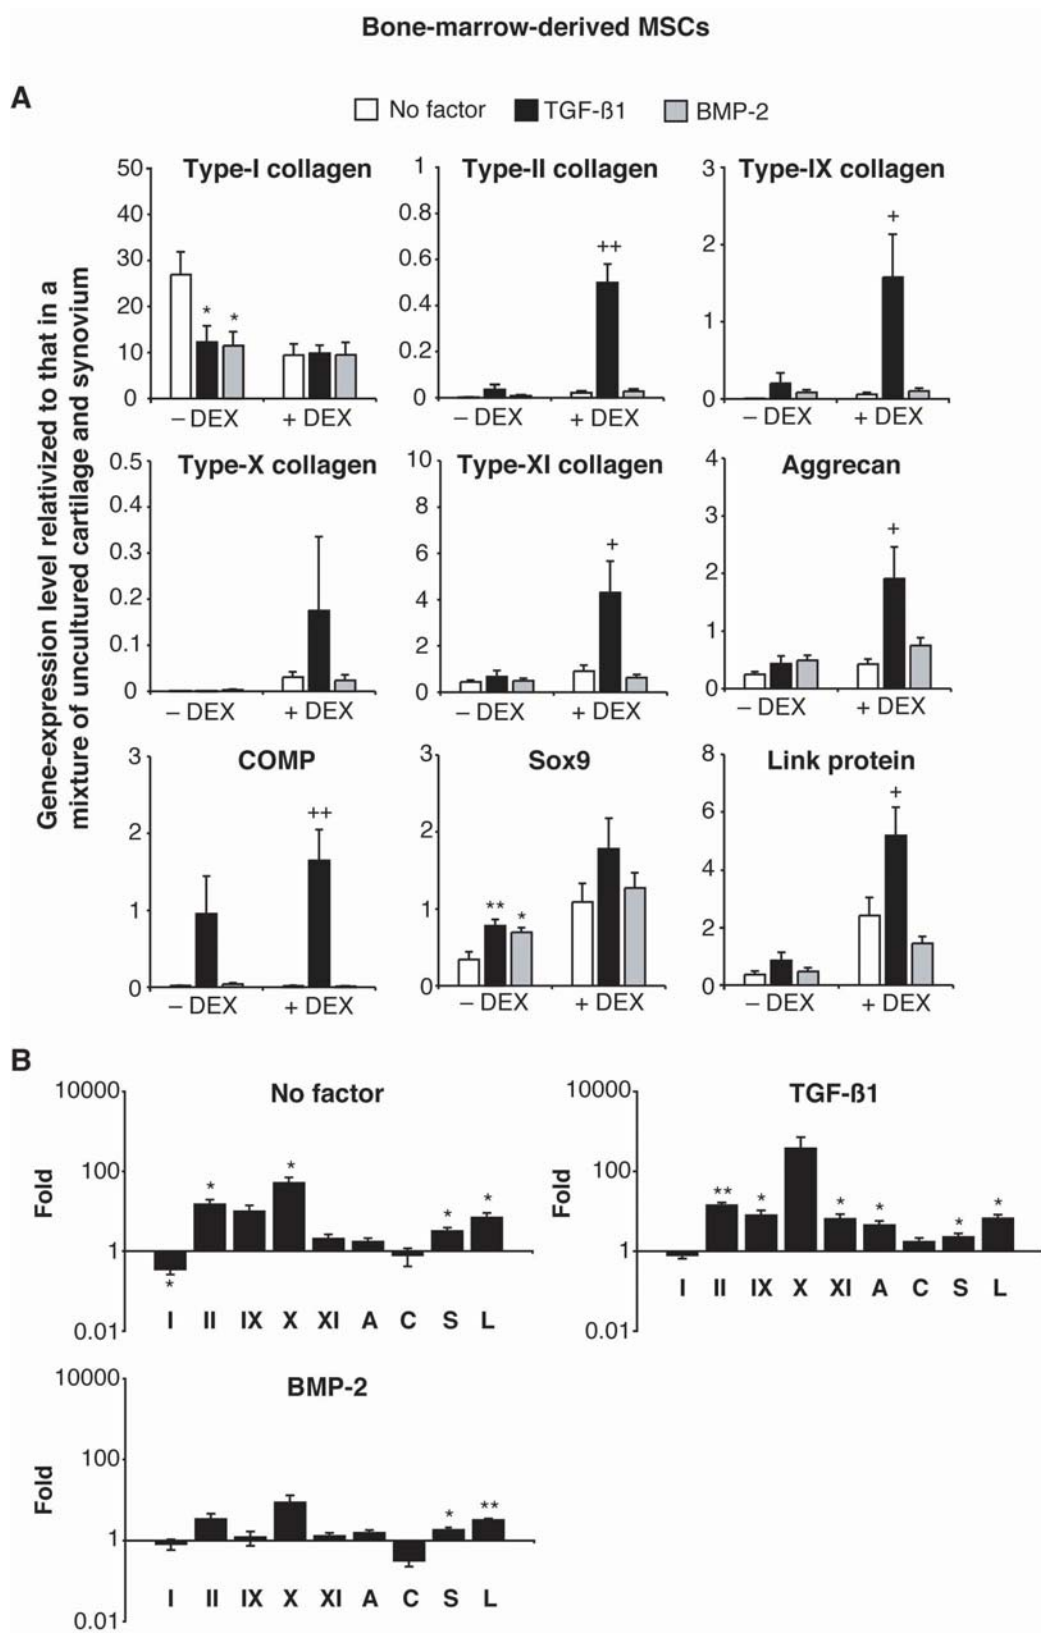 Bone-marrow-derived MSCs
A
No factor TGF-ß1 BMP-2
Gene-expression level relativized to that in a
mixture of uncultured cartilage and synovium
Type-I collagen
50
40
30
20
10
0
* *
– DEX + DEX
Type-II collagen
1
0.8
0.6
0.4
0.2
0
++
– DEX + DEX
Type-IX collagen
3
2
1
0
+
– DEX + DEX
Type-X collagen
0.5
0.4
0.3
0.2
0.1
0
– DEX + DEX
Type-XI collagen
10
8
6
4
2
0
+
– DEX + DEX
Aggrecan
4
3
2
1
0
+
– DEX + DEX
COMP
3
2
1
0
++
– DEX + DEX
Sox9
3
2
1
0
** *
– DEX + DEX
Link protein
8
6
4
2
0
+
– DEX + DEX
B
No factor
Fold
10000
100
1
0.01
* * * * *
I II IX X XI A C S L
TGF-ß1
Fold
10000
100
1
0.01
** * * * * *
I II IX X XI A C S L
BMP-2
Fold
10000
100
1
0.01
* **
I II IX X XI A C S L